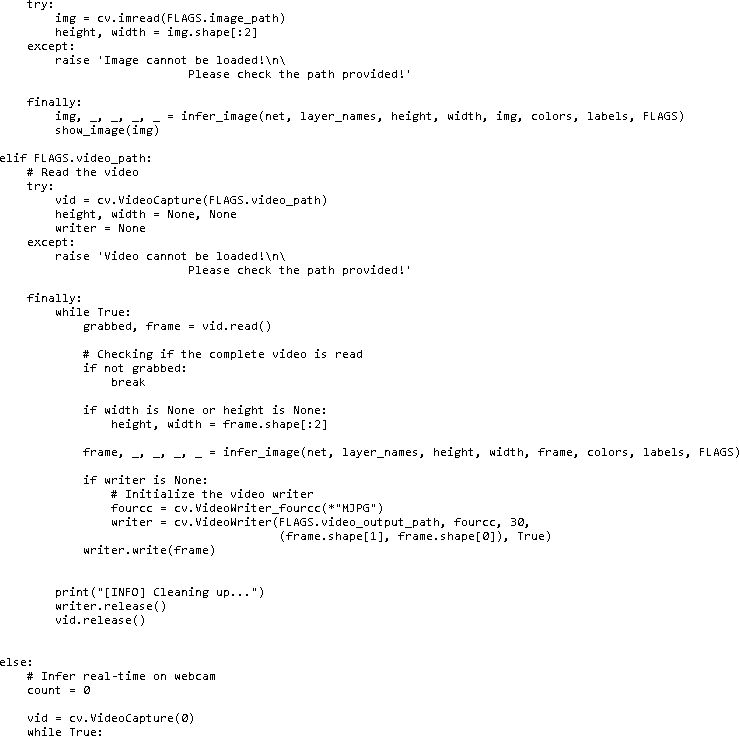 try:
img = cv.imread(FLAGS.image_path)
height, width = img.shape[:2]
except:
raise 'Image cannot be loaded!\n\
Please check the path provided!'
finally:
img, _, _, _, _ = infer_image(net, layer_names, height, width, img, colors, labels, FLAGS)
show_image(img)
elif FLAGS.video_path:
# Read the video
try:
vid = cv.VideoCapture(FLAGS.video_path)
height, width = None, None
writer = None
except:
raise 'Video cannot be loaded!\n\
Please check the path provided!'
finally:
while True:
grabbed, frame = vid.read()
# Checking if the complete video is read
if not grabbed:
break
if width is None or height is None:
height, width = frame.shape[:2]
frame, _, _, _, _ = infer_image(net, layer_names, height, width, frame, colors, labels, FLAGS)
if writer is None:
# Initialize the video writer
fourcc = cv.VideoWriter_fourcc(*"MJPG")
writer = cv.VideoWriter(FLAGS.video_output_path, fourcc, 30,
(frame.shape[1], frame.shape[0]), True)
writer.write(frame)
print("[INFO] Cleaning up...")
writer.release()
vid.release()
else:
# Infer real-time on webcam
count = 0
vid = cv.VideoCapture(0)
while True: